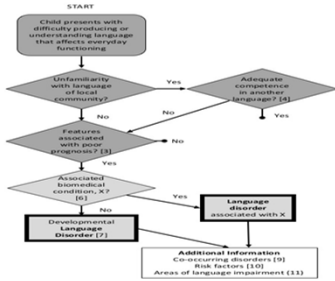 START
Child presents with
difficulty producing or
understanding language
that affects everyday
functioning
Unfamiliarity
with language
of local
community?
Yes
Adequate
competence
in another
language? [4]
No
No
Yes
Features
associated
with poor
prognosis? [3]
No
Yes
Associated
biomedical
condition, X?
[6]
Yes
Language
disorder
associated with X
No
Developmental
Language
Disorder [7]
Additional Information
Co-occurring disorders [9]
Risk factors [10]
Areas of language impairment (11)